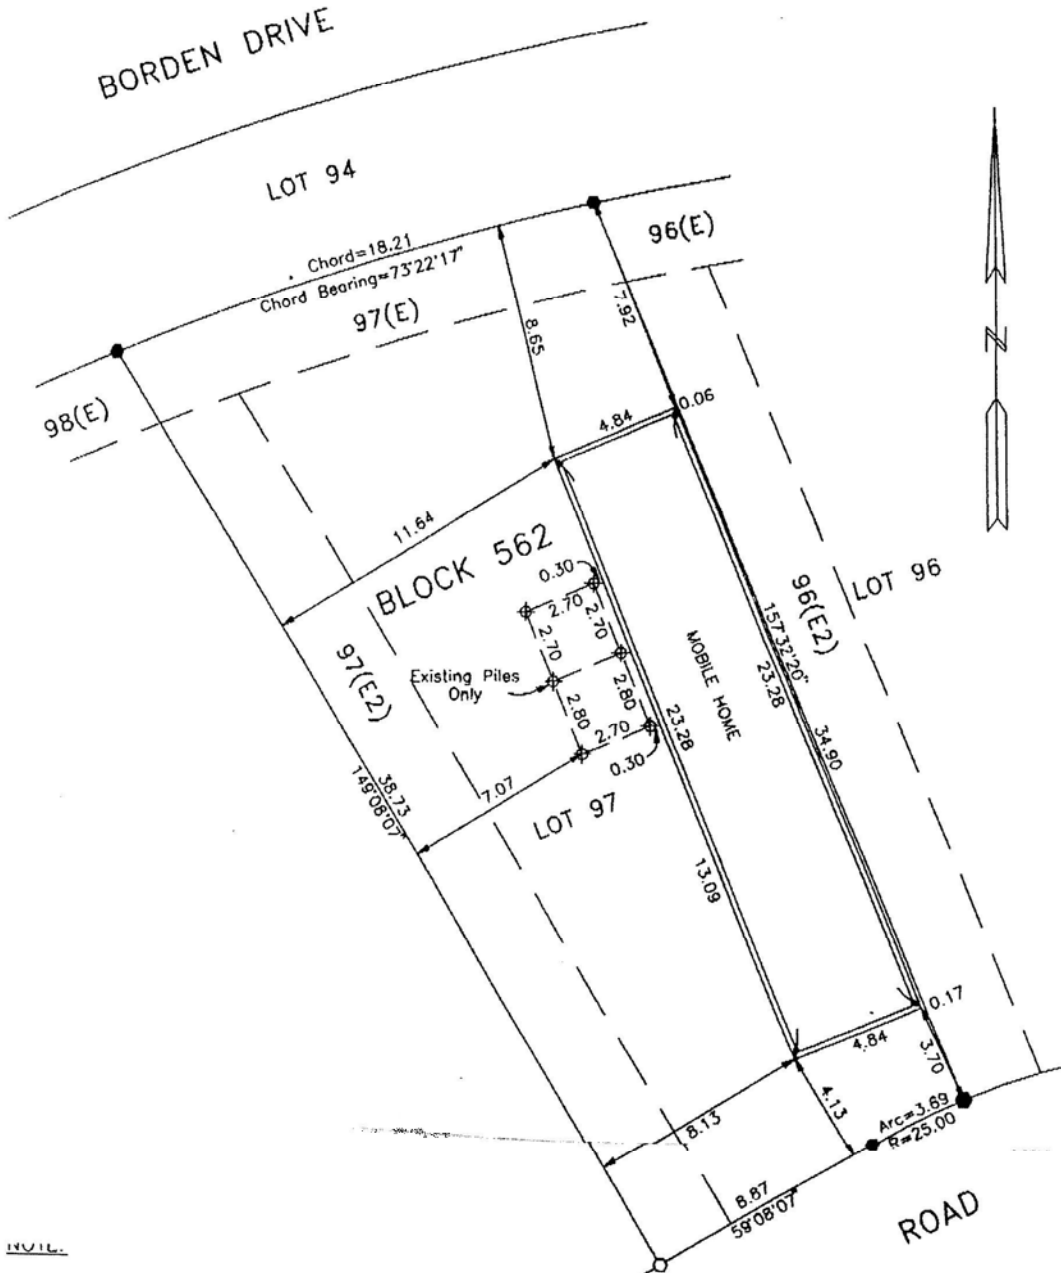 BORDEN DRIVE
LOT 94
Chord=18.21
Chord Bearing=73°22'17"
96(E)
97(E)
98(E)
7.92
8.65
0.06
4.84
11.64
BLOCK 562
0.30
2.70
2.70
2.70
Existing Piles
Only
2.80
2.80
2.70
0.30
97(E2)
MOBILE HOME
23.28
157°32'20"
23.28
96(E2)
LOT 96
34.90
38.73
149°08'07"
7.07
LOT 97
13.09
0.17
4.84
3.70
4.13
8.13
Arc=3.69
R=25.00
8.87
59°08'07"
ROAD
N